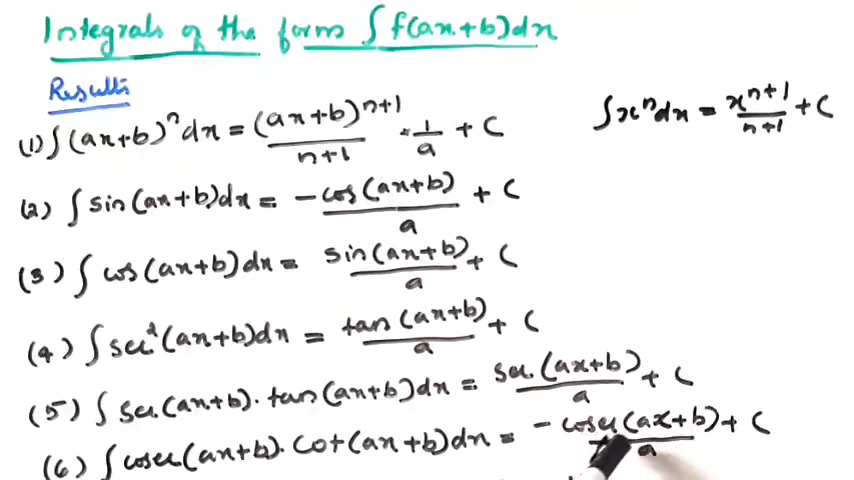 Integrals of the forms ∫f(ax+b)dx
Results
∫x^n dx = x^(n+1)/(n+1) + C
(1) ∫(ax+b)^n dx = (ax+b)^(n+1)/(n+1) · 1/a + C
(2) ∫ sin(ax+b)dx = -cos(ax+b)/a + C
(3) ∫ cos(ax+b)dx = sin(ax+b)/a + C
(4) ∫ sec²(ax+b)dx = tan(ax+b)/a + C
(5) ∫ sec(ax+b)·tan(ax+b)dx = sec(ax+b)/a + C
(6) ∫ cosec(ax+b)·cot(ax+b)dx = -cosec(ax+b)/a + C